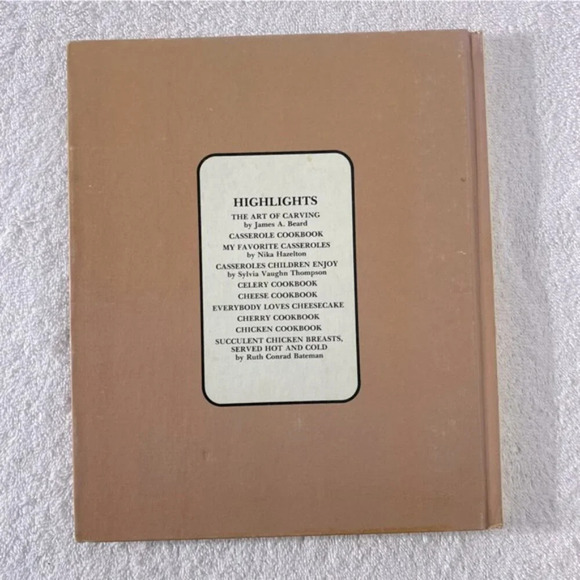 HIGHLIGHTS
THE ART OF CARVING
by James A. Beard
CASSEROLE COOKBOOK
MY FAVORITE CASSEROLES
by Nika Hazelton
CASSEROLES CHILDREN ENJOY
by Sylvia Vaughn Thompson
CELERY COOKBOOK
CHEESE COOKBOOK
EVERYBODY LOVES CHEESECAKE
CHERRY COOKBOOK
CHICKEN COOKBOOK
SUCCULENT CHICKEN BREASTS,
SERVED HOT AND COLD
by Ruth Conrad Bateman